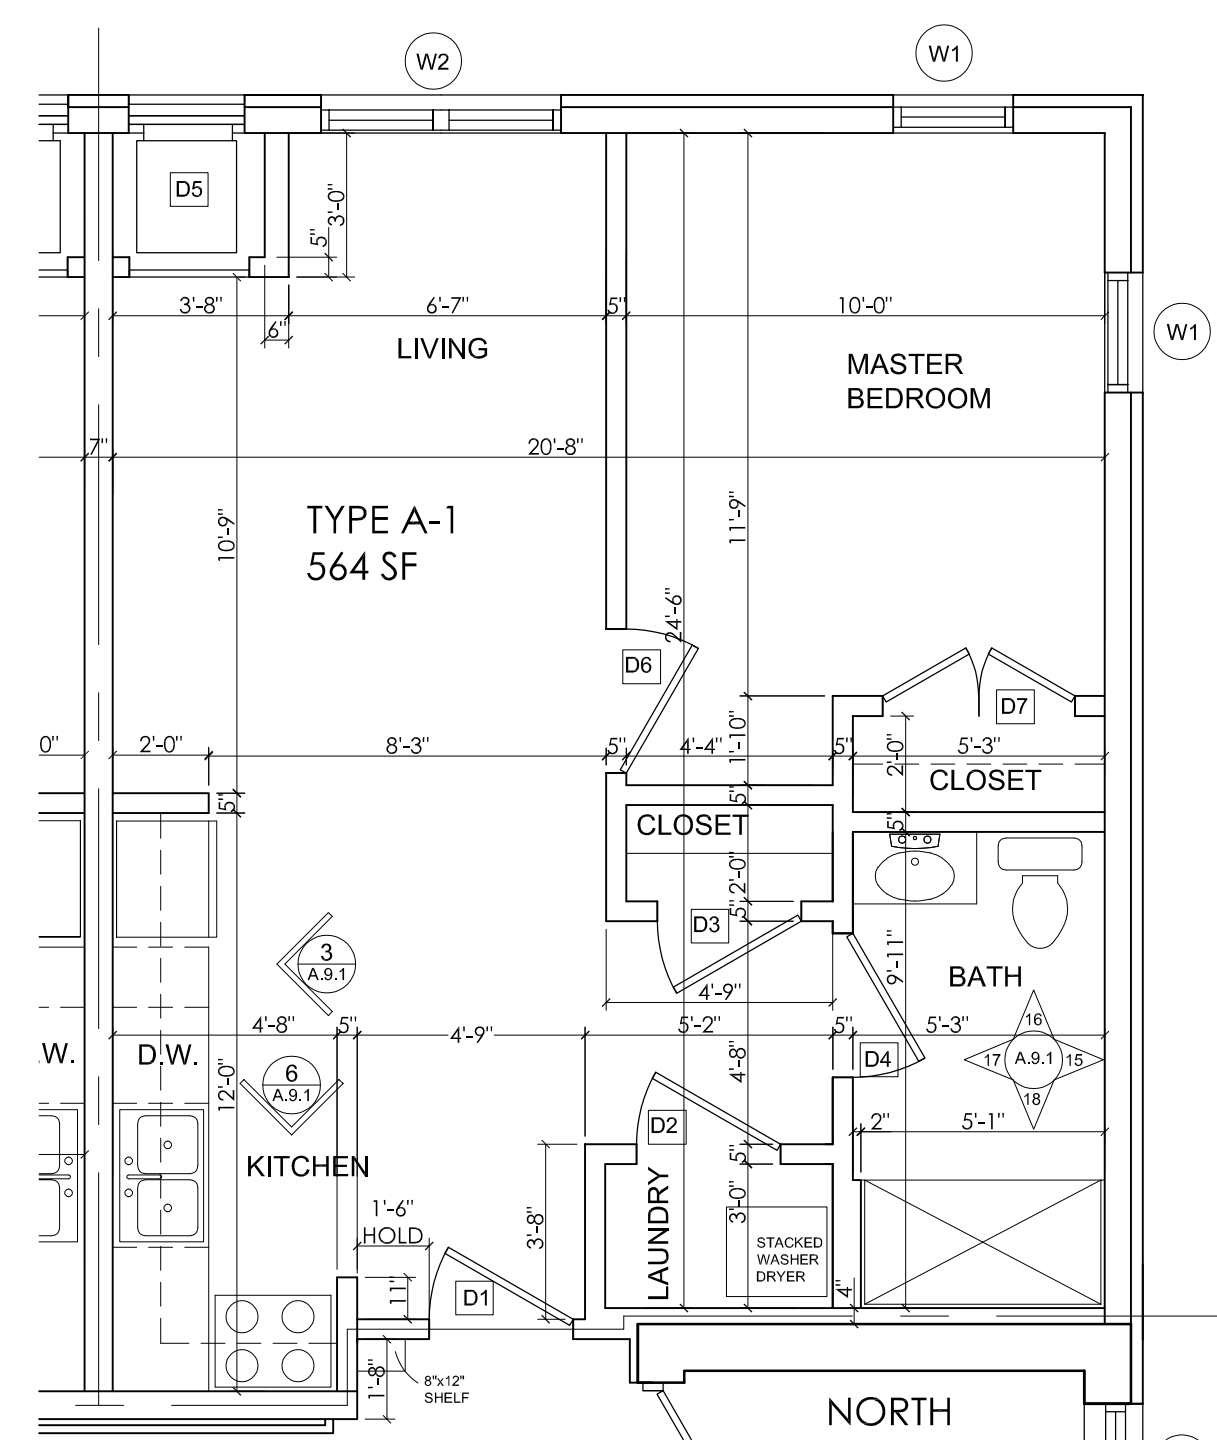 W2
W1
D5
3'-0"
5"
3'-8"
6'-7"
5"
10'-0"
6"
W1
LIVING
MASTER
BEDROOM
7"
20'-8"
TYPE A-1
564 SF
10'-9"
11'-9"
24'-6"
D6
D7
0"
2'-0"
8'-3"
5"
4'-4"
1'-10"
5"
2'-0"
5'-3"
CLOSET
5"
5"
CLOSET
5"
2'-0"
5"
D3
3
A.9.1
9'-11"
BATH
4'-9"
4'-8"
5"
4'-9"
5'-2"
5"
5'-3"
16
17
A.9.1
15
18
.W.
D.W.
12'-0"
6
A.9.1
4'-8"
D4
D2
2"
5'-1"
KITCHEN
5"
LAUNDRY
3'-0"
1'-6"
HOLD
3'-8"
STACKED
WASHER
DRYER
11"
D1
4"
1'-8"
8"x12"
SHELF
NORTH